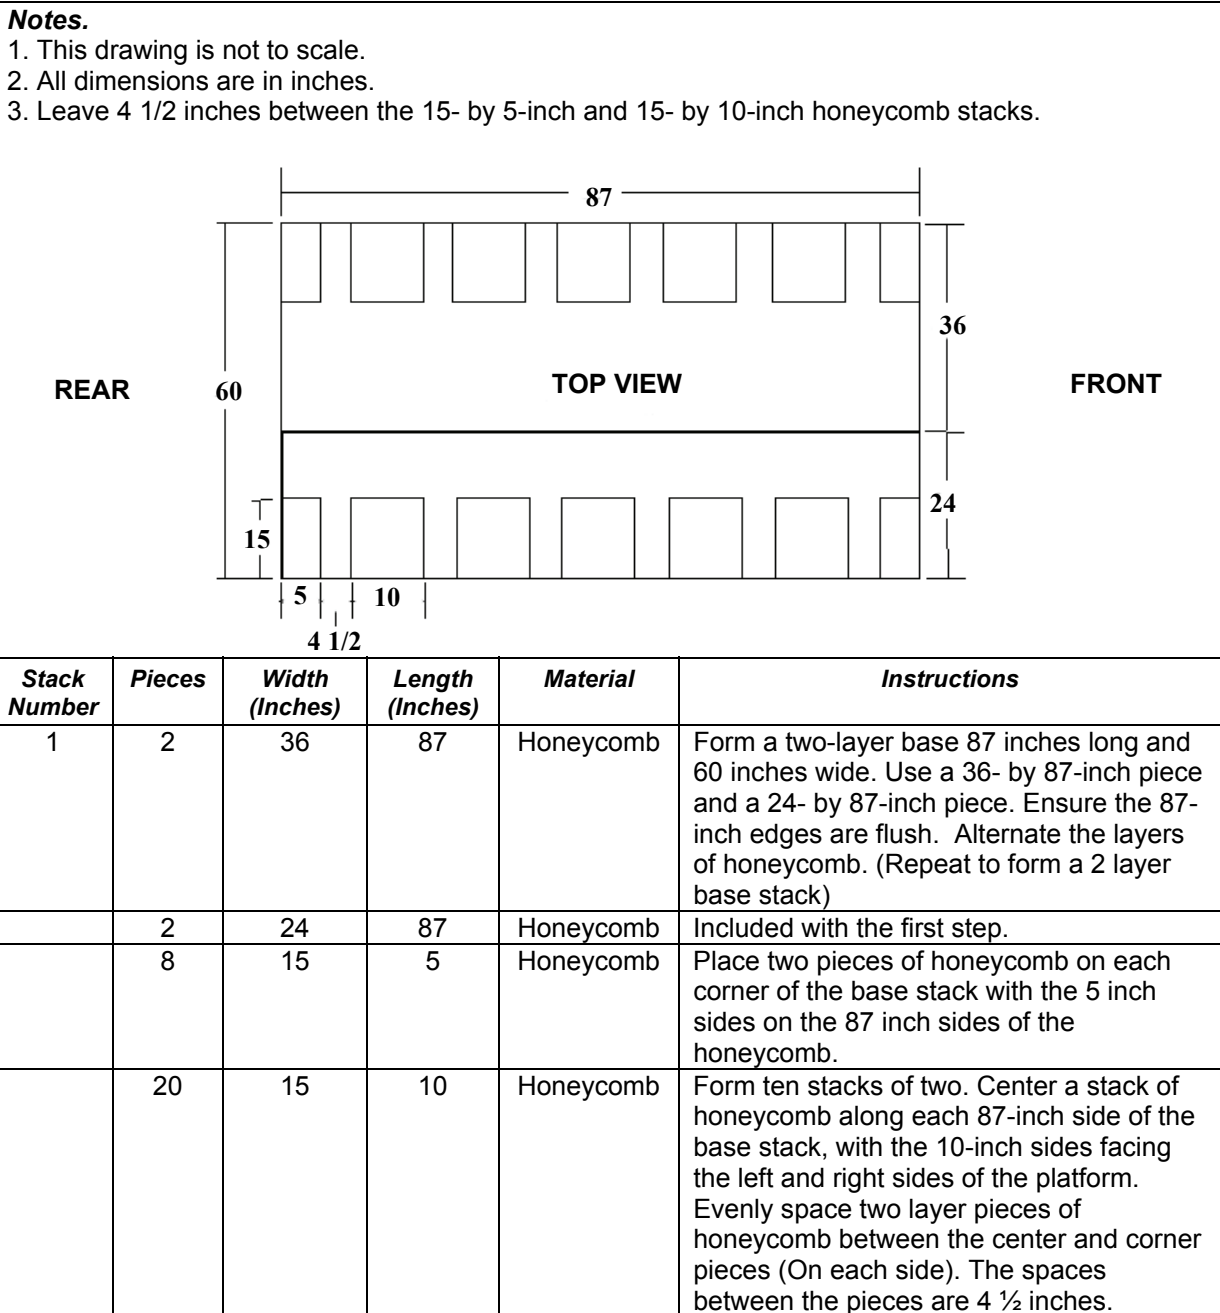 Notes.
1. This drawing is not to scale.
2. All dimensions are in inches.
3. Leave 4 1/2 inches between the 15- by 5-inch and 15- by 10-inch honeycomb stacks.
87
36
REAR
60
TOP VIEW
FRONT
24
15
5
10
4 1/2
Stack Number Pieces Width (Inches) Length (Inches) Material Instructions
1 2 36 87 Honeycomb Form a two-layer base 87 inches long and
60 inches wide. Use a 36- by 87-inch piece
and a 24- by 87-inch piece. Ensure the 87-
inch edges are flush.  Alternate the layers
of honeycomb. (Repeat to form a 2 layer
base stack)
2 24 87 Honeycomb Included with the first step.
8 15 5 Honeycomb Place two pieces of honeycomb on each
corner of the base stack with the 5 inch
sides on the 87 inch sides of the
honeycomb.
20 15 10 Honeycomb Form ten stacks of two. Center a stack of
honeycomb along each 87-inch side of the
base stack, with the 10-inch sides facing
the left and right sides of the platform.
Evenly space two layer pieces of
honeycomb between the center and corner
pieces (On each side). The spaces
between the pieces are 4 ½ inches.